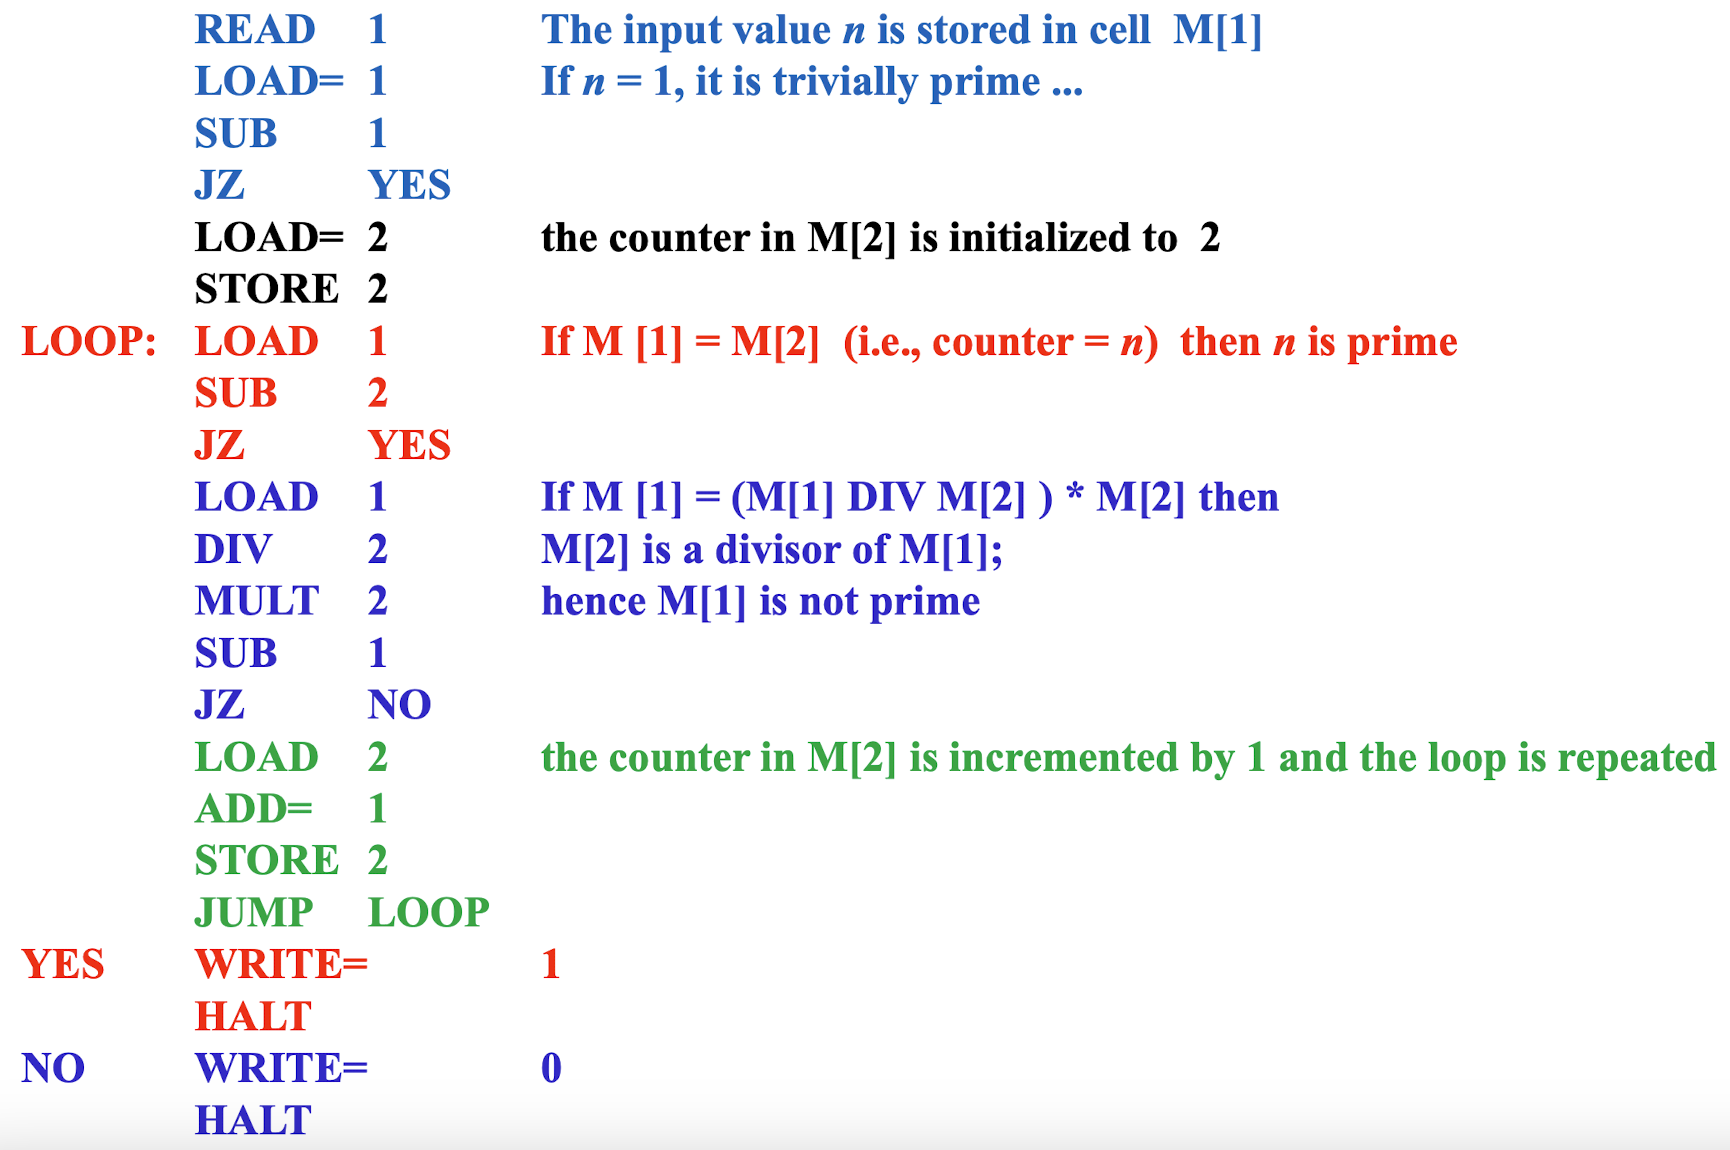 READ 1 The input value n is stored in cell M[1]
LOAD= 1 If n = 1, it is trivially prime ...
SUB 1
JZ YES
LOAD= 2 the counter in M[2] is initialized to 2
STORE 2
LOOP: LOAD 1 If M [1] = M[2] (i.e., counter = n) then n is prime
SUB 2
JZ YES
LOAD 1 If M [1] = (M[1] DIV M[2] ) * M[2] then
DIV 2 M[2] is a divisor of M[1];
MULT 2 hence M[1] is not prime
SUB 1
JZ NO
LOAD 2 the counter in M[2] is incremented by 1 and the loop is repeated
ADD= 1
STORE 2
JUMP LOOP
YES WRITE= 1
HALT
NO WRITE= 0
HALT